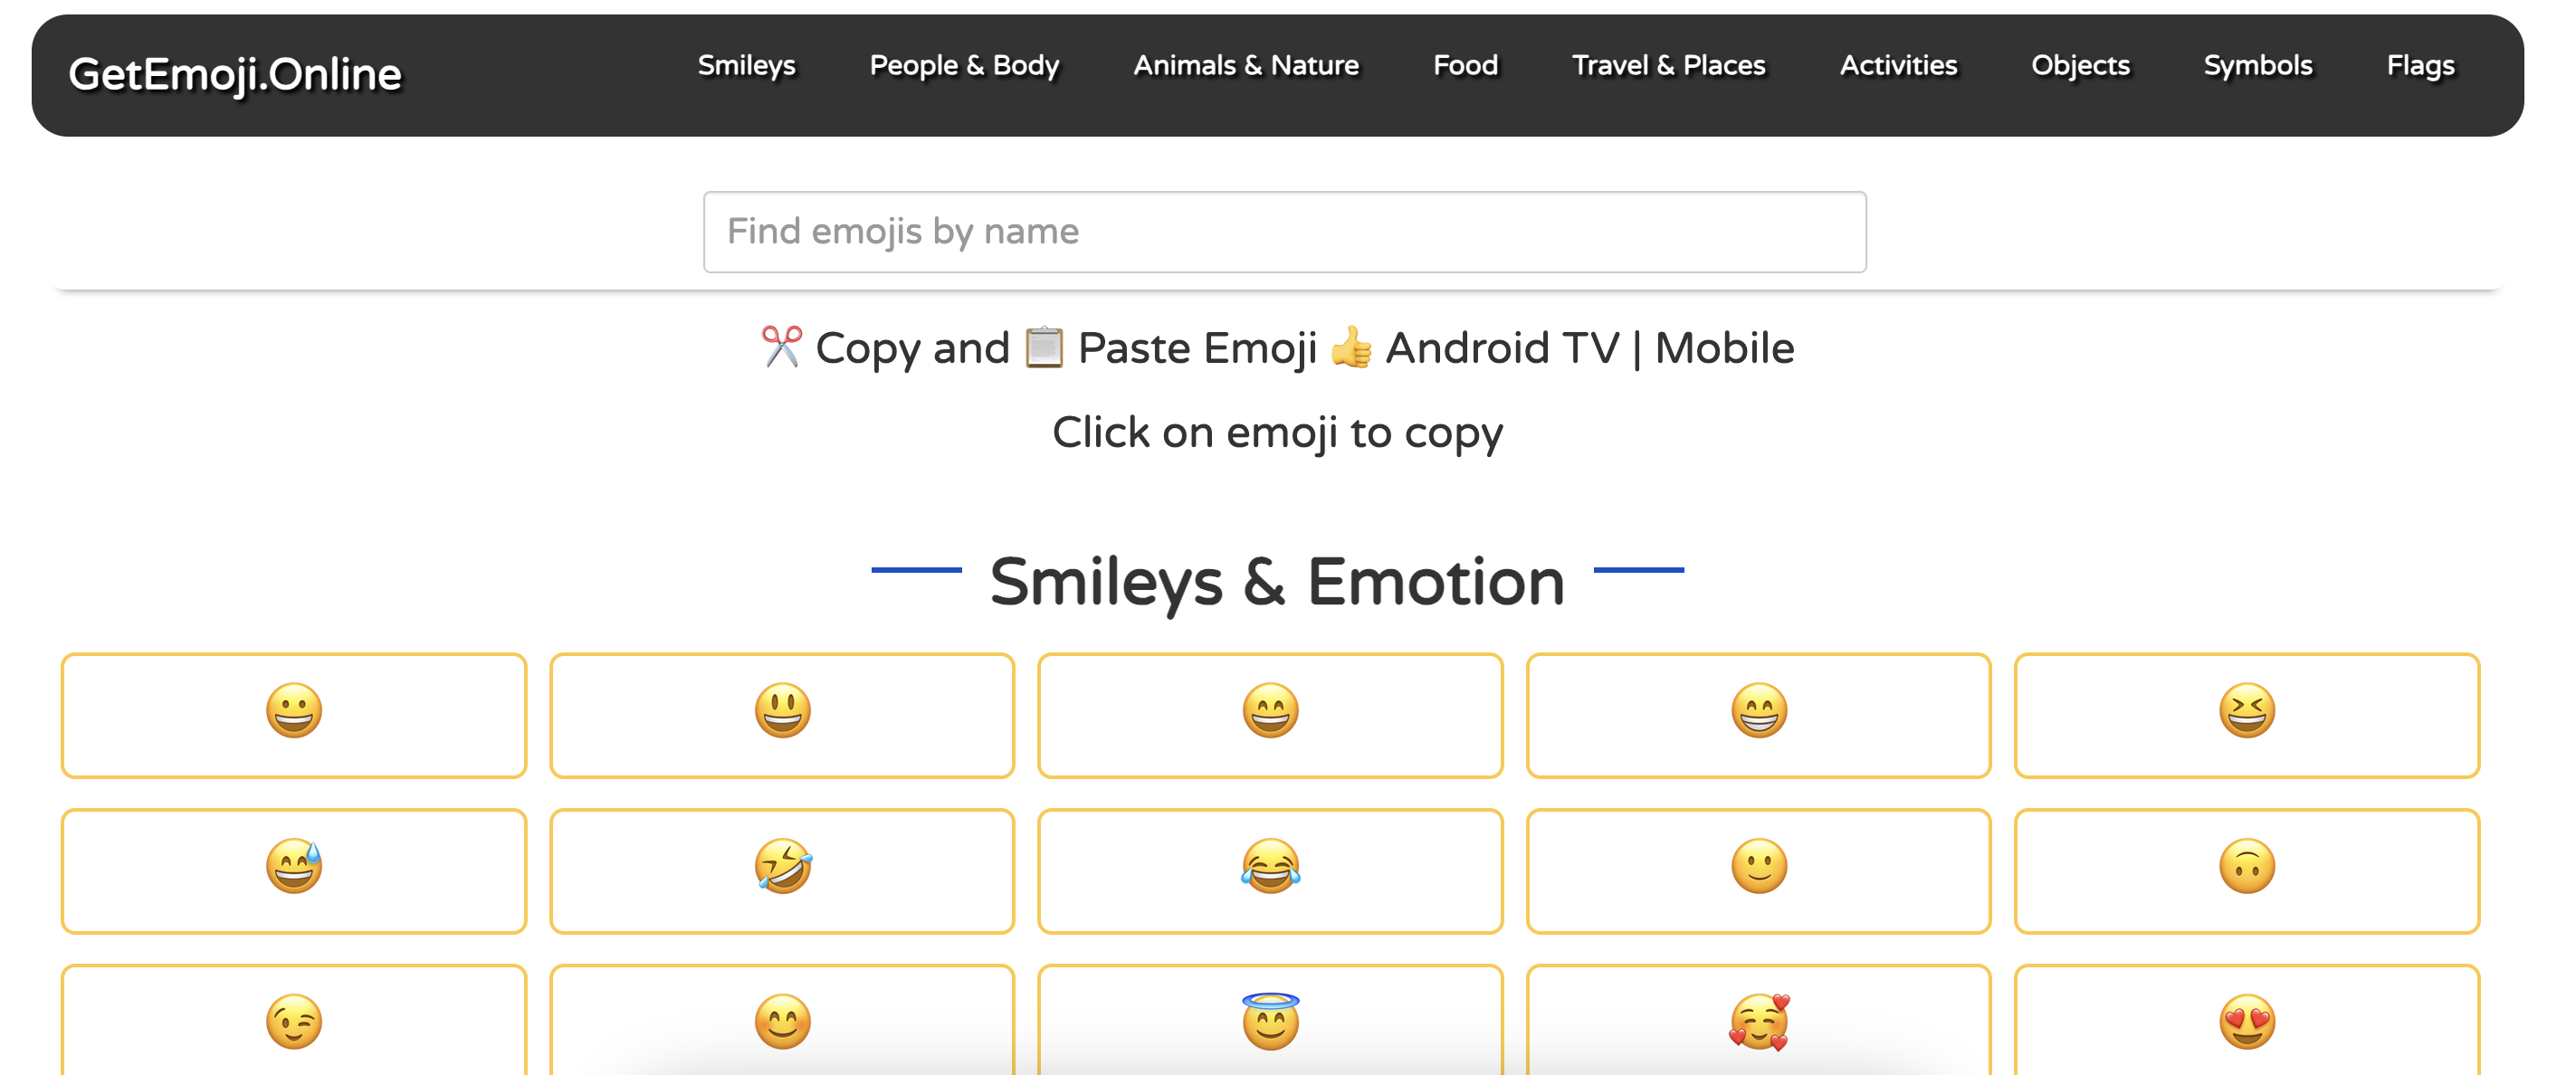 GetEmoji.Online Smileys People & Body Animals & Nature Food Travel & Places Activities Objects Symbols Flags
Find emojis by name
✂️ Copy and 📋 Paste Emoji 👍 Android TV | Mobile
Click on emoji to copy
Smileys & Emotion
😀 😃 😄 😁 😆
😅 🤣 😂 🙂 🙃
😉 😊 😇 🥰 😍